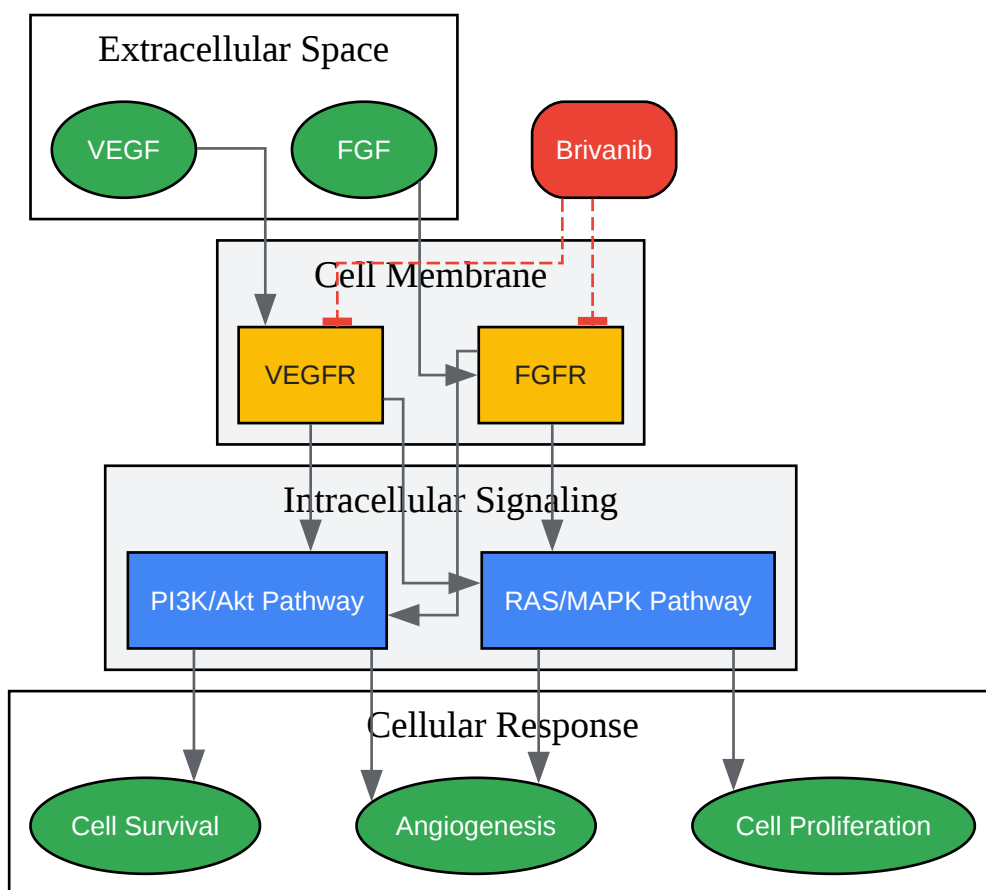 Extracellular Space
VEGF
FGF
Brivanib
Cell Membrane
VEGFR
FGFR
Intracellular Signaling
PI3K/Akt Pathway
RAS/MAPK Pathway
Cellular Response
Cell Survival
Angiogenesis
Cell Proliferation